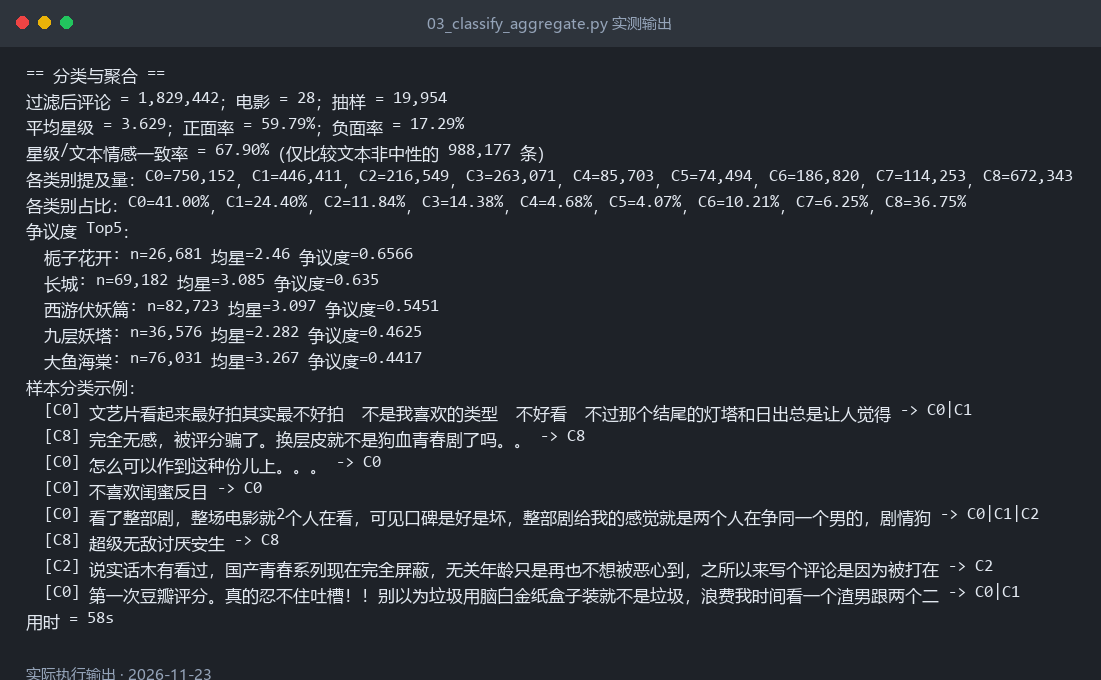 03_classify_aggregate.py 实测输出
== 分类与聚合 ==
过滤后评论 = 1,829,442；电影 = 28；抽样 = 19,954
平均星级 = 3.629；正面率 = 59.79%；负面率 = 17.29%
星级/文本情感一致率 = 67.90%（仅比较文本非中性的 988,177 条）
各类别提及量：C0=750,152，C1=446,411，C2=216,549，C3=263,071，C4=85,703，C5=74,494，C6=186,820，C7=114,253，C8=672,343
各类别占比：C0=41.00%，C1=24.40%，C2=11.84%，C3=14.38%，C4=4.68%，C5=4.07%，C6=10.21%，C7=6.25%，C8=36.75%
争议度 Top5：
栀子花开：n=26,681 均星=2.46 争议度=0.6566
长城：n=69,182 均星=3.085 争议度=0.635
西游伏妖篇：n=82,723 均星=3.097 争议度=0.5451
九层妖塔：n=36,576 均星=2.282 争议度=0.4625
大鱼海棠：n=76,031 均星=3.267 争议度=0.4417
样本分类示例：
[C0] 文艺片看起来最好拍其实最不好拍　不是我喜欢的类型　不好看　不过那个结尾的灯塔和日出总是让人觉得 -> C0|C1
[C8] 完全无感，被评分骗了。换层皮就不是狗血青春剧了吗。。 -> C8
[C0] 怎么可以作到这种份儿上。。。 -> C0
[C0] 不喜欢闺蜜反目 -> C0
[C0] 看了整部剧，整场电影就2个人在看，可见口碑是好是坏，整部剧给我的感觉就是两个人在争同一个男的，剧情狗 -> C0|C1|C2
[C8] 超级无敌讨厌安生 -> C8
[C2] 说实话木有看过，国产青春系列现在完全屏蔽，无关年龄只是再也不想被恶心到，之所以来写个评论是因为被打在 -> C2
[C0] 第一次豆瓣评分。真的忍不住吐槽！！别以为垃圾用脑白金纸盒子装就不是垃圾，浪费我时间看一个渣男跟两个二 -> C0|C1
用时 = 58s
实际执行输出 · 2026-11-23